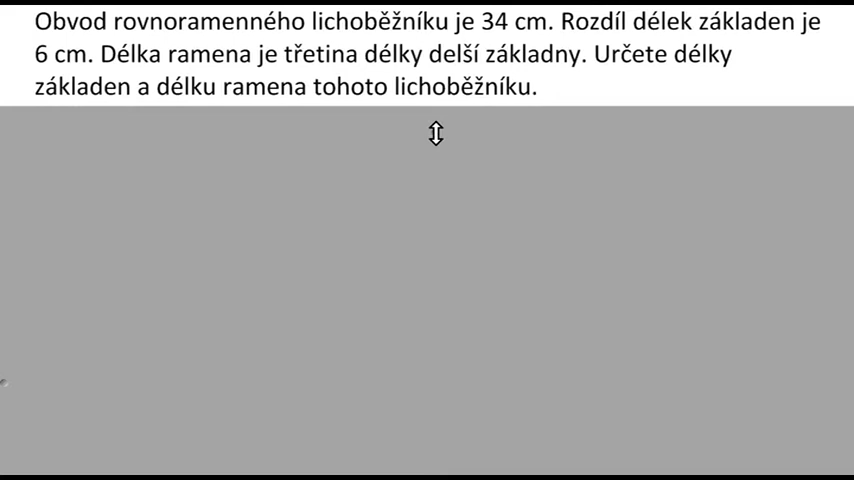 Obvod rovnoramenného lichoběžníku je 34 cm. Rozdíl délek základen je
6 cm. Délka ramena je třetina délky delší základny. Určete délky
základen a délku ramena tohoto lichoběžníku.